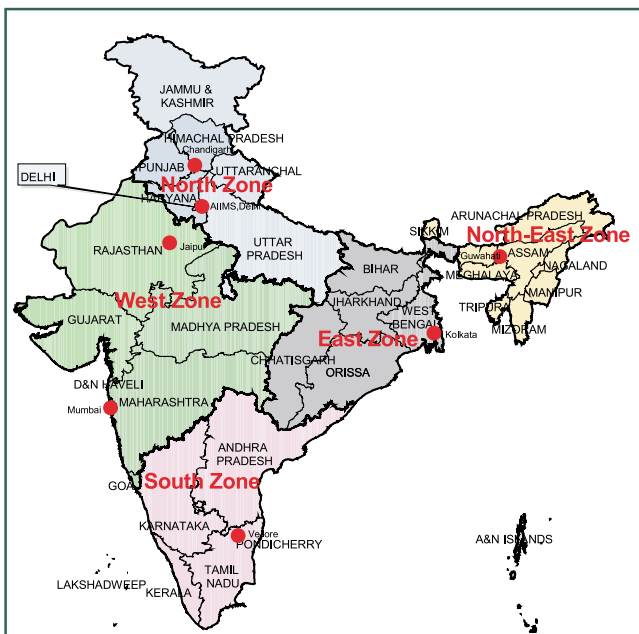 JAMMU &
KASHMIR
HIMACHAL PRADESH
Chandigarh
PUNJAB
UTTARANCHAL
DELHI
North Zone
HARYANA
AIIMS,Delhi
ARUNACHAL PRADESH
SIKKIM
North-East Zone
RAJASTHAN
Jaipur
UTTAR
PRADESH
Guwahati
ASSAM
BIHAR
NAGALAND
MEGHALAYA
MANIPUR
West Zone
JHARKHAND
WEST
BENGAL
TRIPURA
GUJARAT
MADHYA PRADESH
MIZORAM
East Zone
Kolkata
CHHATISGARH
ORISSA
D&N HAVELI
MAHARASHTRA
Mumbai
ANDHRA
PRADESH
South Zone
GOA
KARNATAKA
Vellore
PONDICHERRY
A&N ISLANDS
TAMIL
NADU
LAKSHADWEEP
KERALA